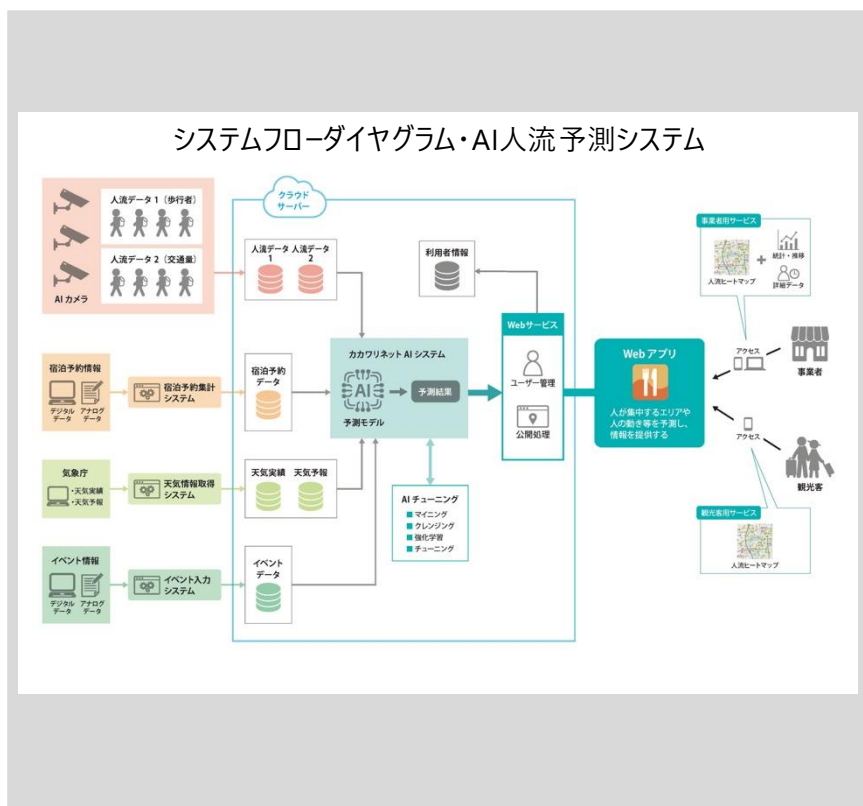 システムフローダイヤグラム・AI人流予測システム
クラウド
サーバー
人流データ 1（歩行者）
人流データ 2（交通量）
AI カメラ
人流データ
1
人流データ
2
利用者情報
宿泊予約情報
デジタル
データ
アナログ
データ
宿泊予約集計
システム
宿泊予約
データ
カカワリネット AI システム
AI
予測結果
予測モデル
Webサービス
ユーザー管理
公開処理
Web アプリ
人が集中するエリアや
人の動き等を予測し、
情報を提供する
事業者用サービス
人流ヒートマップ
+
統計・推移
詳細データ
アクセス
事業者
アクセス
観光客
観光客用サービス
人流ヒートマップ
気象庁
・天気実績
・天気予報
天気情報取得
システム
天気実績
天気予報
AI チューニング
■ マイニング
■ クレンジング
■ 強化学習
■ チューニング
イベント情報
デジタル
データ
アナログ
データ
イベント入力
システム
イベント
データ